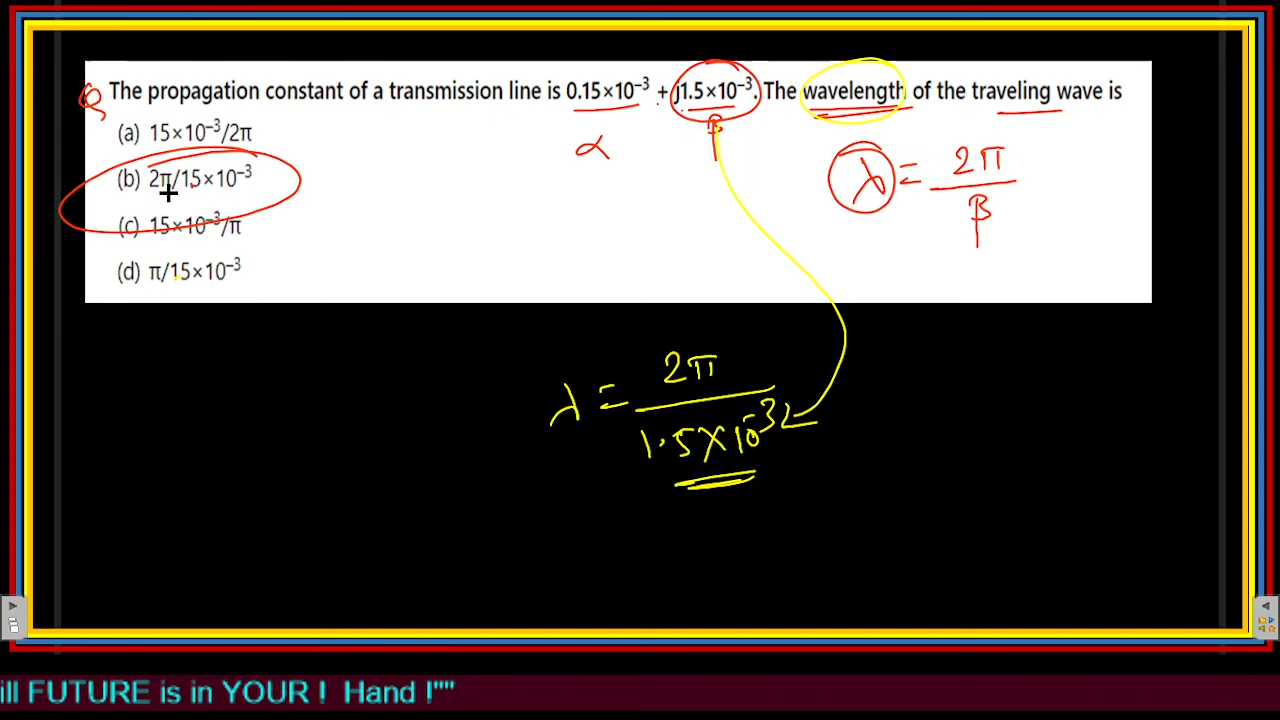 Q The propagation constant of a transmission line is 0.15×10⁻³ + j1.5×10⁻³. The wavelength of the traveling wave is
(a) 15×10⁻³/2π
(b) 2π/15×10⁻³
(c) 15×10⁻³/π
(d) π/15×10⁻³
α
β
λ = 2π / β
λ = 2π / 1.5×10⁻³
ill FUTURE is in YOUR ! Hand !""